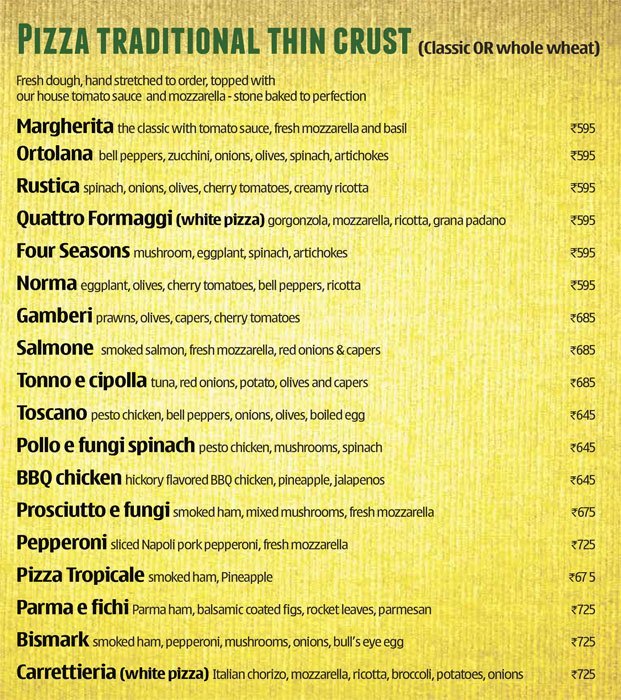 PIZZA TRADITIONAL THIN CRUST (Classic OR whole wheat)
Fresh dough, hand stretched to order, topped with
our house tomato sauce and mozzarella - stone baked to perfection
Margherita the classic with tomato sauce, fresh mozzarella and basil ₹595
Ortolana bell peppers, zucchini, onions, olives, spinach, artichokes ₹595
Rustica spinach, onions, olives, cherry tomatoes, creamy ricotta ₹595
Quattro Formaggi (white pizza) gorgonzola, mozzarella, ricotta, grana padano ₹595
Four Seasons mushroom, eggplant, spinach, artichokes ₹595
Norma eggplant, olives, cherry tomatoes, bell peppers, ricotta ₹595
Gamberi prawns, olives, capers, cherry tomatoes ₹685
Salmone smoked salmon, fresh mozzarella, red onions & capers ₹685
Tonno e cipolla tuna, red onions, potato, olives and capers ₹685
Toscano pesto chicken, bell peppers, onions, olives, boiled egg ₹645
Pollo e fungi spinach pesto chicken, mushrooms, spinach ₹645
BBQ chicken hickory flavored BBQ chicken, pineapple, jalapenos ₹645
Prosciutto e fungi smoked ham, mixed mushrooms, fresh mozzarella ₹675
Pepperoni sliced Napoli pork pepperoni, fresh mozzarella ₹725
Pizza Tropicale smoked ham, Pineapple ₹67 5
Parma e fichi Parma ham, balsamic coated figs, rocket leaves, parmesan ₹725
Bismark smoked ham, pepperoni, mushrooms, onions, bull's eye egg ₹725
Carrettieria (white pizza) Italian chorizo, mozzarella, ricotta, broccoli, potatoes, onions ₹725